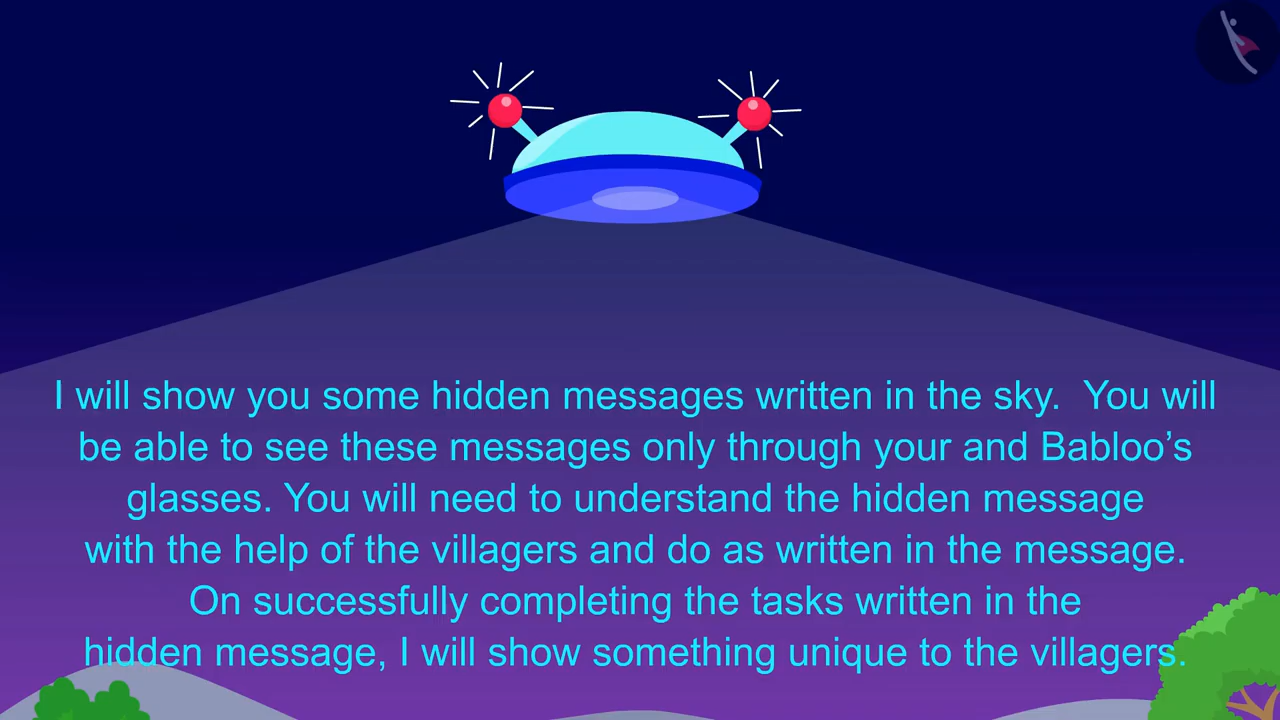 I will show you some hidden messages written in the sky.  You will
be able to see these messages only through your and Babloo’s
glasses. You will need to understand the hidden message
with the help of the villagers and do as written in the message.
On successfully completing the tasks written in the
hidden message, I will show something unique to the villagers.